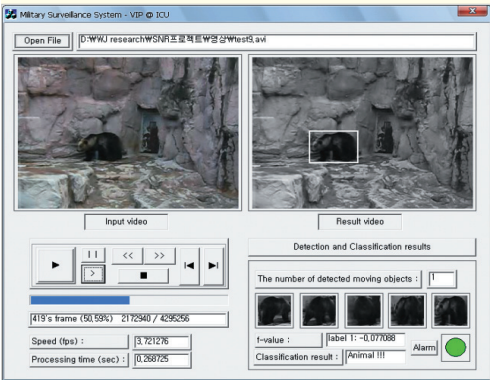 Military Surveillance System - VIP @ ICU
Open File
D:₩WJ research₩SNR프로젝트₩영상₩test9,avi
Input video
Result video
Detection and Classification results
The number of detected moving objects :
1
<<
>>
>
419's frame (50,59%) 2172940 / 4295256
Speed (fps) :
3,721276
Processing time (sec) :
0,268725
f-value :
label 1: -0,077088
Classification result :
Animal !!!
Alarm